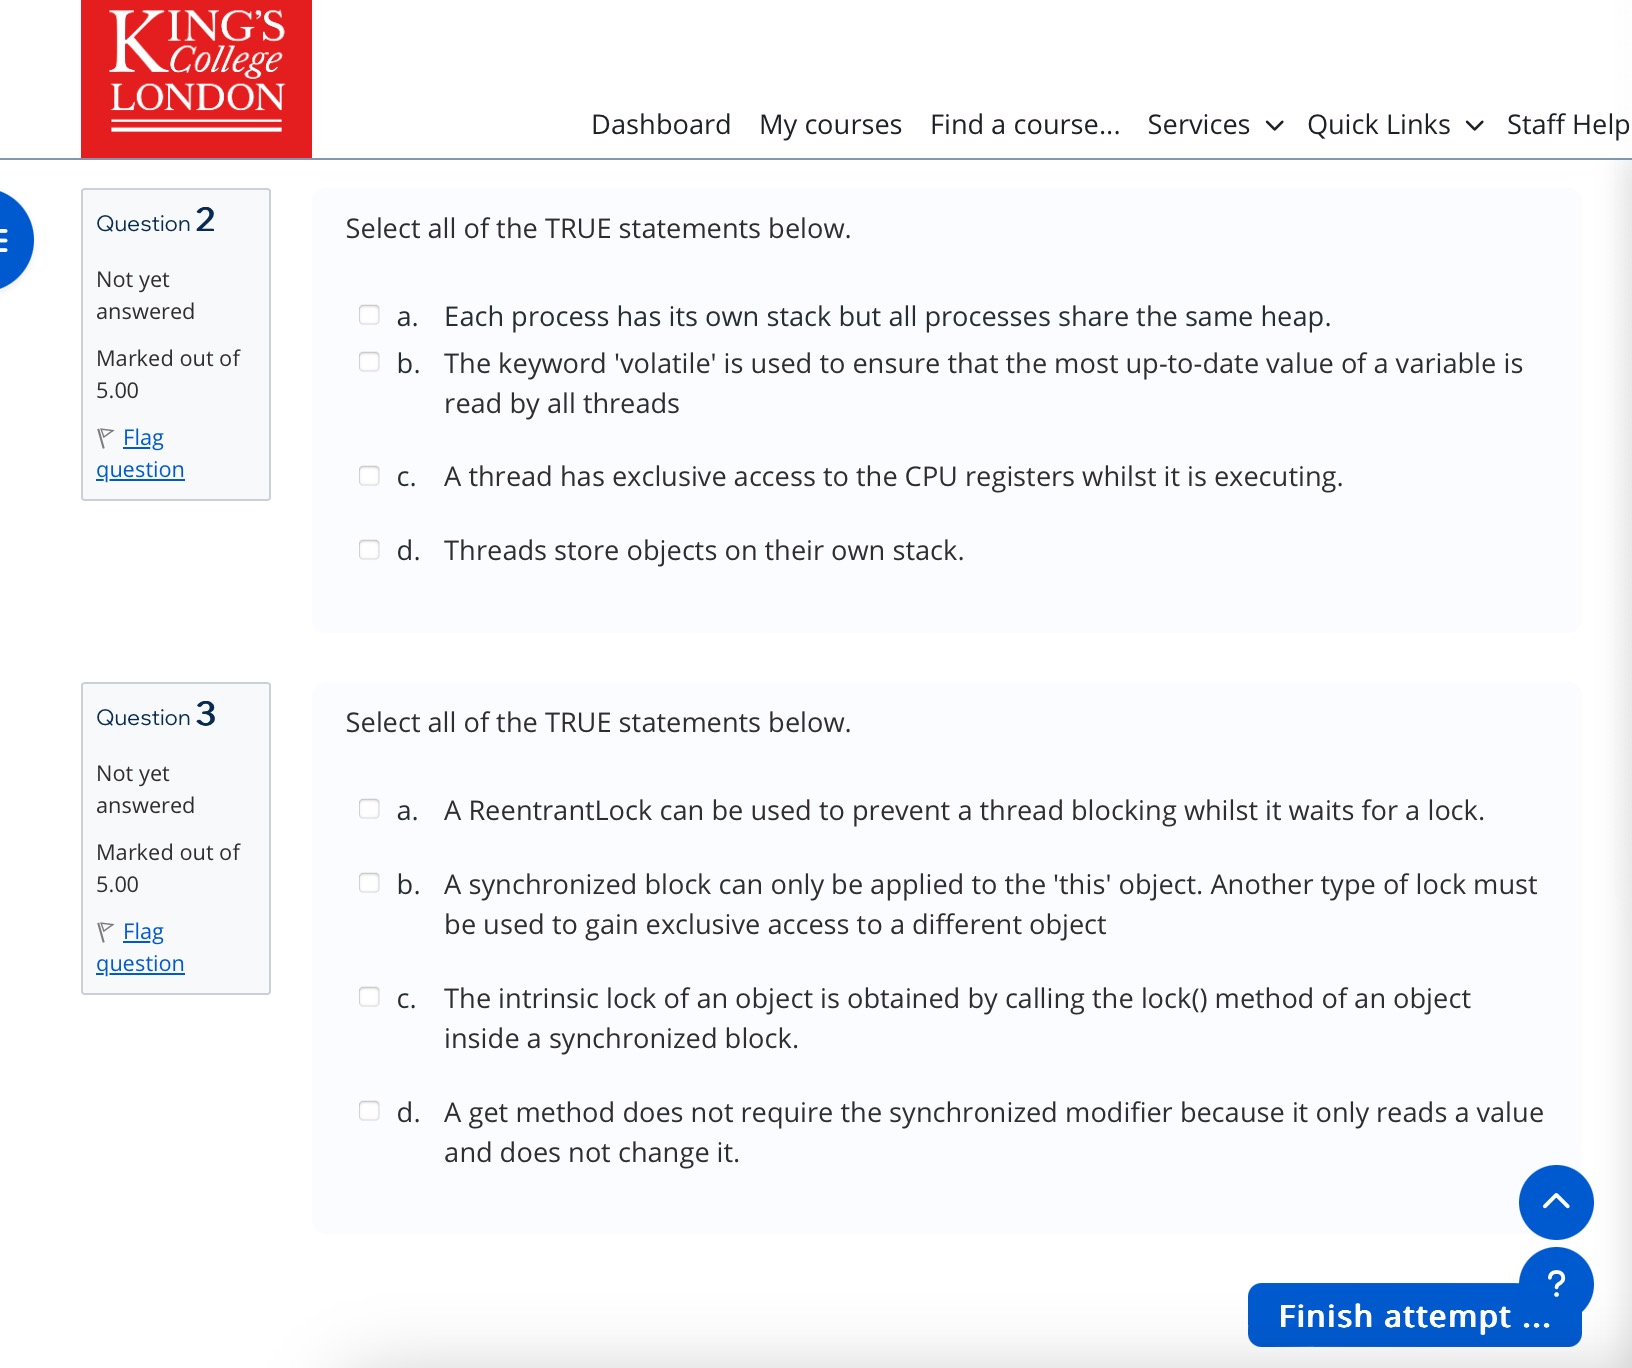 KING'S
College
LONDON
Dashboard My courses Find a course... Services Quick Links Staff Help
Question 2
Not yet
answered
Marked out of
5.00
Flag
question
Select all of the TRUE statements below.
a. Each process has its own stack but all processes share the same heap.
b. The keyword 'volatile' is used to ensure that the most up-to-date value of a variable is
read by all threads
c. A thread has exclusive access to the CPU registers whilst it is executing.
d. Threads store objects on their own stack.
Question 3
Not yet
answered
Marked out of
5.00
Flag
question
Select all of the TRUE statements below.
a. A ReentrantLock can be used to prevent a thread blocking whilst it waits for a lock.
b. A synchronized block can only be applied to the 'this' object. Another type of lock must
be used to gain exclusive access to a different object
c. The intrinsic lock of an object is obtained by calling the lock() method of an object
inside a synchronized block.
d. A get method does not require the synchronized modifier because it only reads a value
and does not change it.
?
Finish attempt ...